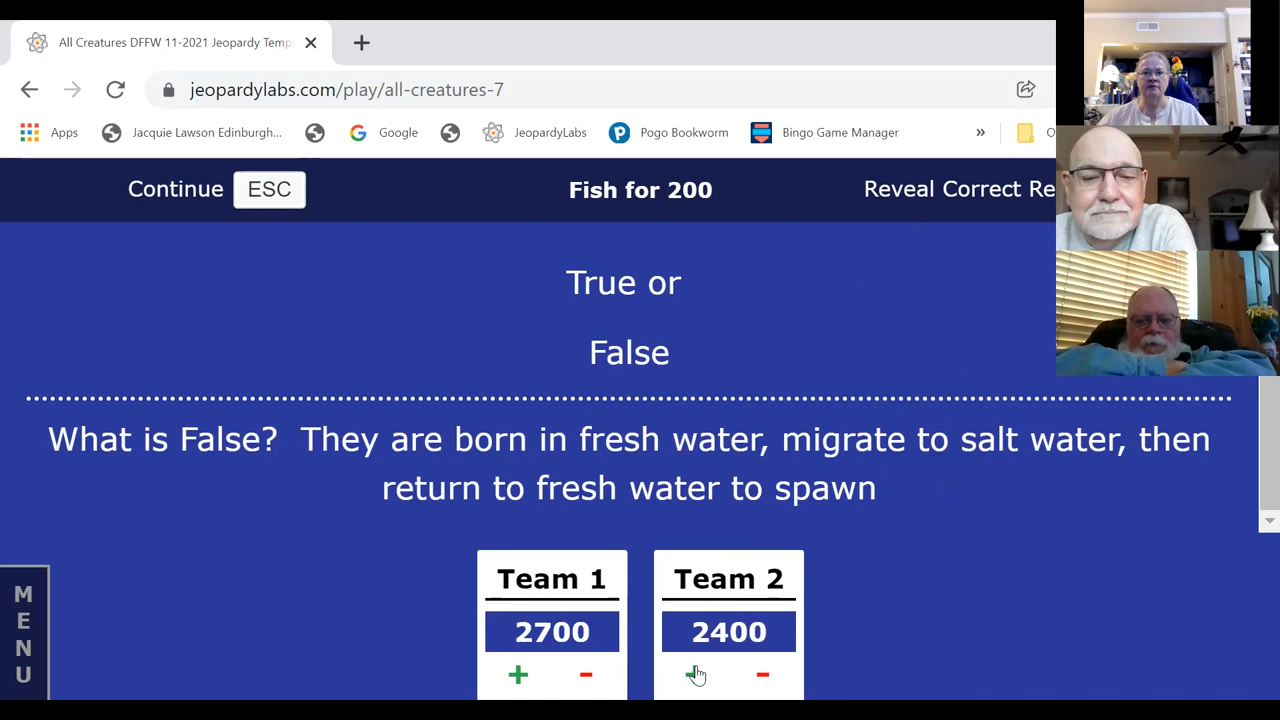 All Creatures DFFW 11-2021 Jeopardy Temp
jeopardylabs.com/play/all-creatures-7
Apps Jacquie Lawson Edinburgh... Google JeopardyLabs Pogo Bookworm Bingo Game Manager » O
Continue ESC Fish for 200 Reveal Correct Re
True or
False
What is False? They are born in fresh water, migrate to salt water, then
return to fresh water to spawn
Team 1 Team 2
2700 2400
+ - + -
MENU